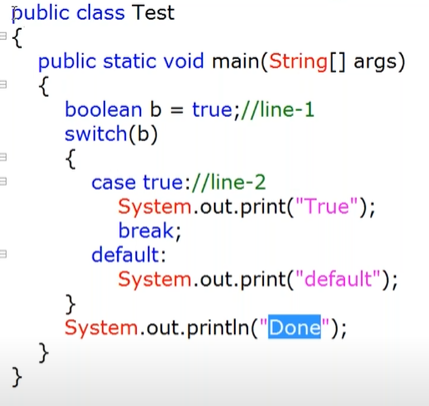 public class Test
{
public static void main(String[] args)
{
boolean b = true;//line-1
switch(b)
{
case true://line-2
System.out.print("True");
break;
default:
System.out.print("default");
}
System.out.println("Done");
}
}